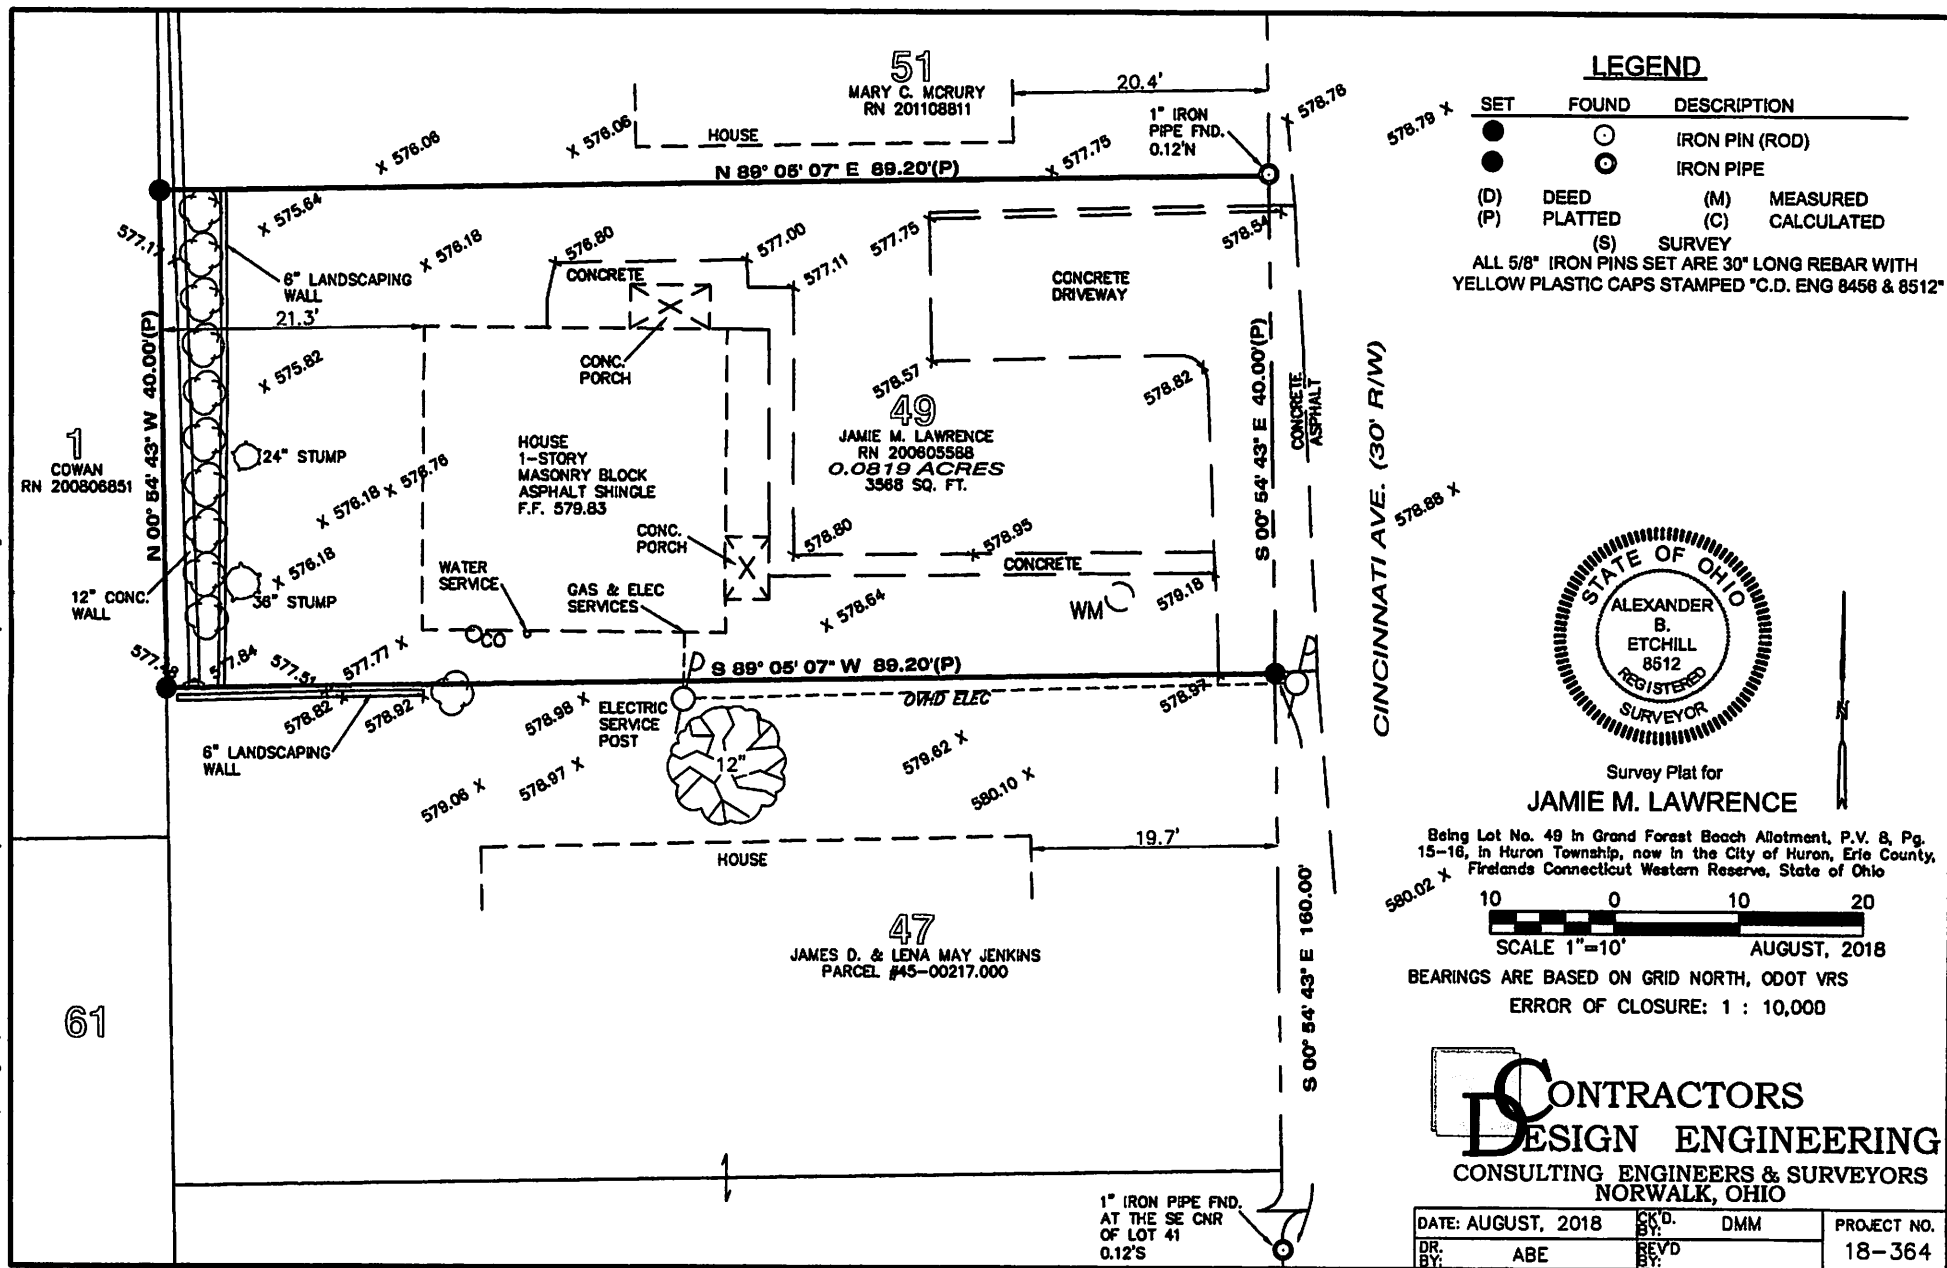 51
MARY C. MCRURY
RN 201108811
20.4'
HOUSE
1" IRON
PIPE FND.
0.12'N
X 578.76
578.79 X
X 576.06
X 576.06
X 577.75
N 89° 05' 07" E 89.20'(P)
LEGEND
SET FOUND DESCRIPTION
IRON PIN (ROD)
IRON PIPE
(D) DEED (M) MEASURED
(P) PLATTED (C) CALCULATED
(S) SURVEY
ALL 5/8" IRON PINS SET ARE 30" LONG REBAR WITH
YELLOW PLASTIC CAPS STAMPED "C.D. ENG 8456 & 8512"
X 575.64
X 576.18
576.80
577.00
577.11
577.75
578.54
6" LANDSCAPING
WALL
CONCRETE
CONCRETE
DRIVEWAY
21.3'
CONC.
PORCH
N 00° 54' 43" W 40.00'(P)
X 575.82
578.57
578.82
S 00° 54' 43" E 40.00'(P)
CONCRETE
ASPHALT
CINCINNATI AVE. (30' R/W)
1
COWAN
RN 200806851
24" STUMP
X 576.18
X 576.76
HOUSE
1-STORY
MASONRY BLOCK
ASPHALT SHINGLE
F.F. 579.83
49
JAMIE M. LAWRENCE
RN 200605588
0.0819 ACRES
3568 SQ. FT.
578.88 X
CONC.
PORCH
578.80
578.95
CONCRETE
X 576.18
36" STUMP
12" CONC.
WALL
WATER
SERVICE
GAS & ELEC
SERVICES
X 578.64
WM
579.18
CO
577.84
577.51
577.77 X
S 89° 05' 07" W 89.20'(P)
OVHD ELEC
578.97
578.82
578.92
578.98 X
ELECTRIC
SERVICE
POST
6" LANDSCAPING
WALL
12"
579.06 X
578.97 X
579.62 X
580.10 X
580.02 X
STATE OF OHIO
ALEXANDER
B.
ETCHILL
8512
REGISTERED
SURVEYOR
N
Survey Plat for
JAMIE M. LAWRENCE
Being Lot No. 49 in Grand Forest Beach Allotment, P.V. 8, Pg.
15-16, in Huron Township, now in the City of Huron, Erie County,
Firelands Connecticut Western Reserve, State of Ohio
10 0 10 20
SCALE 1"=10' AUGUST, 2018
BEARINGS ARE BASED ON GRID NORTH, ODOT VRS
ERROR OF CLOSURE: 1 : 10,000
HOUSE
19.7'
47
JAMES D. & LENA MAY JENKINS
PARCEL #45-00217.000
S 00° 54' 43" E 160.00'
61
1" IRON PIPE FND.
AT THE SE CNR
OF LOT 41
0.12'S
CONTRACTORS
DESIGN ENGINEERING
CONSULTING ENGINEERS & SURVEYORS
NORWALK, OHIO
DATE: AUGUST, 2018 CK'D. BY: DMM PROJECT NO.
DR. BY: ABE REV'D BY: 18-364